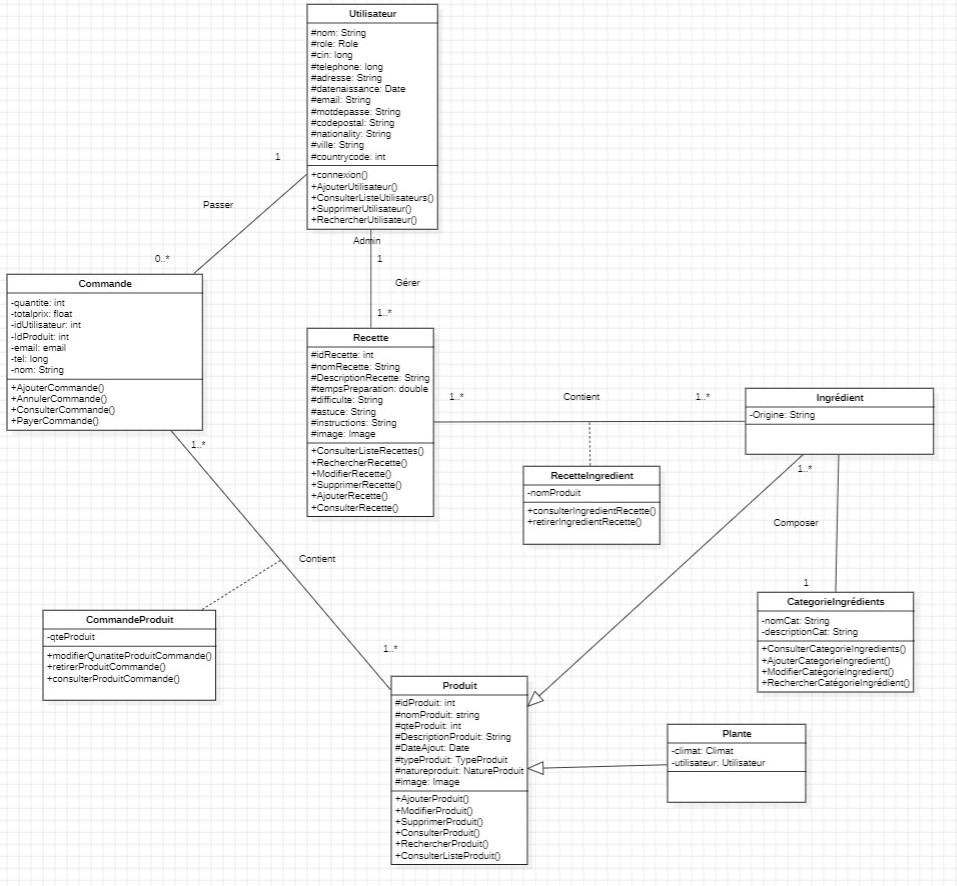 Utilisateur
#nom: String
#role: Role
#cin: long
#telephone: long
#adresse: String
#datenaissance: Date
#email: String
#motdepasse: String
#codepostal: String
#nationality: String
#ville: String
#countrycode: int
+connexion()
+AjouterUtilisateur()
+ConsulterListeUtilisateurs()
+SupprimerUtilisateur()
+RechercherUtilisateur()
1
Passer
0..*
Admin
1
Gérer
1..*
Commande
-quantite: int
-totalprix: float
-idUtilisateur: int
-IdProduit: int
-email: email
-tel: long
-nom: String
+AjouterCommande()
+AnnulerCommande()
+ConsulterCommande()
+PayerCommande()
1..*
Recette
#idRecette: int
#nomRecette: String
#DescriptionRecette: String
#tempsPreparation: double
#difficulte: String
#astuce: String
#instructions: String
#image: Image
+ConsulterListeRecettes()
+RechercherRecette()
+ModifierRecette()
+SupprimerRecette()
+AjouterRecette()
+ConsulterRecette()
1..*
Contient
1..*
Ingrédient
-Origine: String
RecetteIngredient
-nomProduit
+consulterIngredientRecette()
+retirerIngredientRecette()
1..*
Composer
1
CategorieIngrédients
-nomCat: String
-descriptionCat: String
+ConsulterCategorieIngredients()
+AjouterCategorieIngredient()
+ModifierCatégorieIngredient()
+RechercherCatégorieIngrédient()
Contient
CommandeProduit
-qteProduit
+modifierQunatiteProduitCommande()
+retirerProduitCommande()
+consulterProduitCommande()
1..*
Produit
#idProduit: int
#nomProduit: string
#qteProduit: int
#DescriptionProduit: String
#DateAjout: Date
#typeProduit: TypeProduit
#natureproduit: NatureProduit
#image: Image
+AjouterProduit()
+ModifierProduit()
+SupprimerProduit()
+ConsulterProduit()
+RechercherProduit()
+ConsulterListeProduit()
Plante
-climat: Climat
-utilisateur: Utilisateur